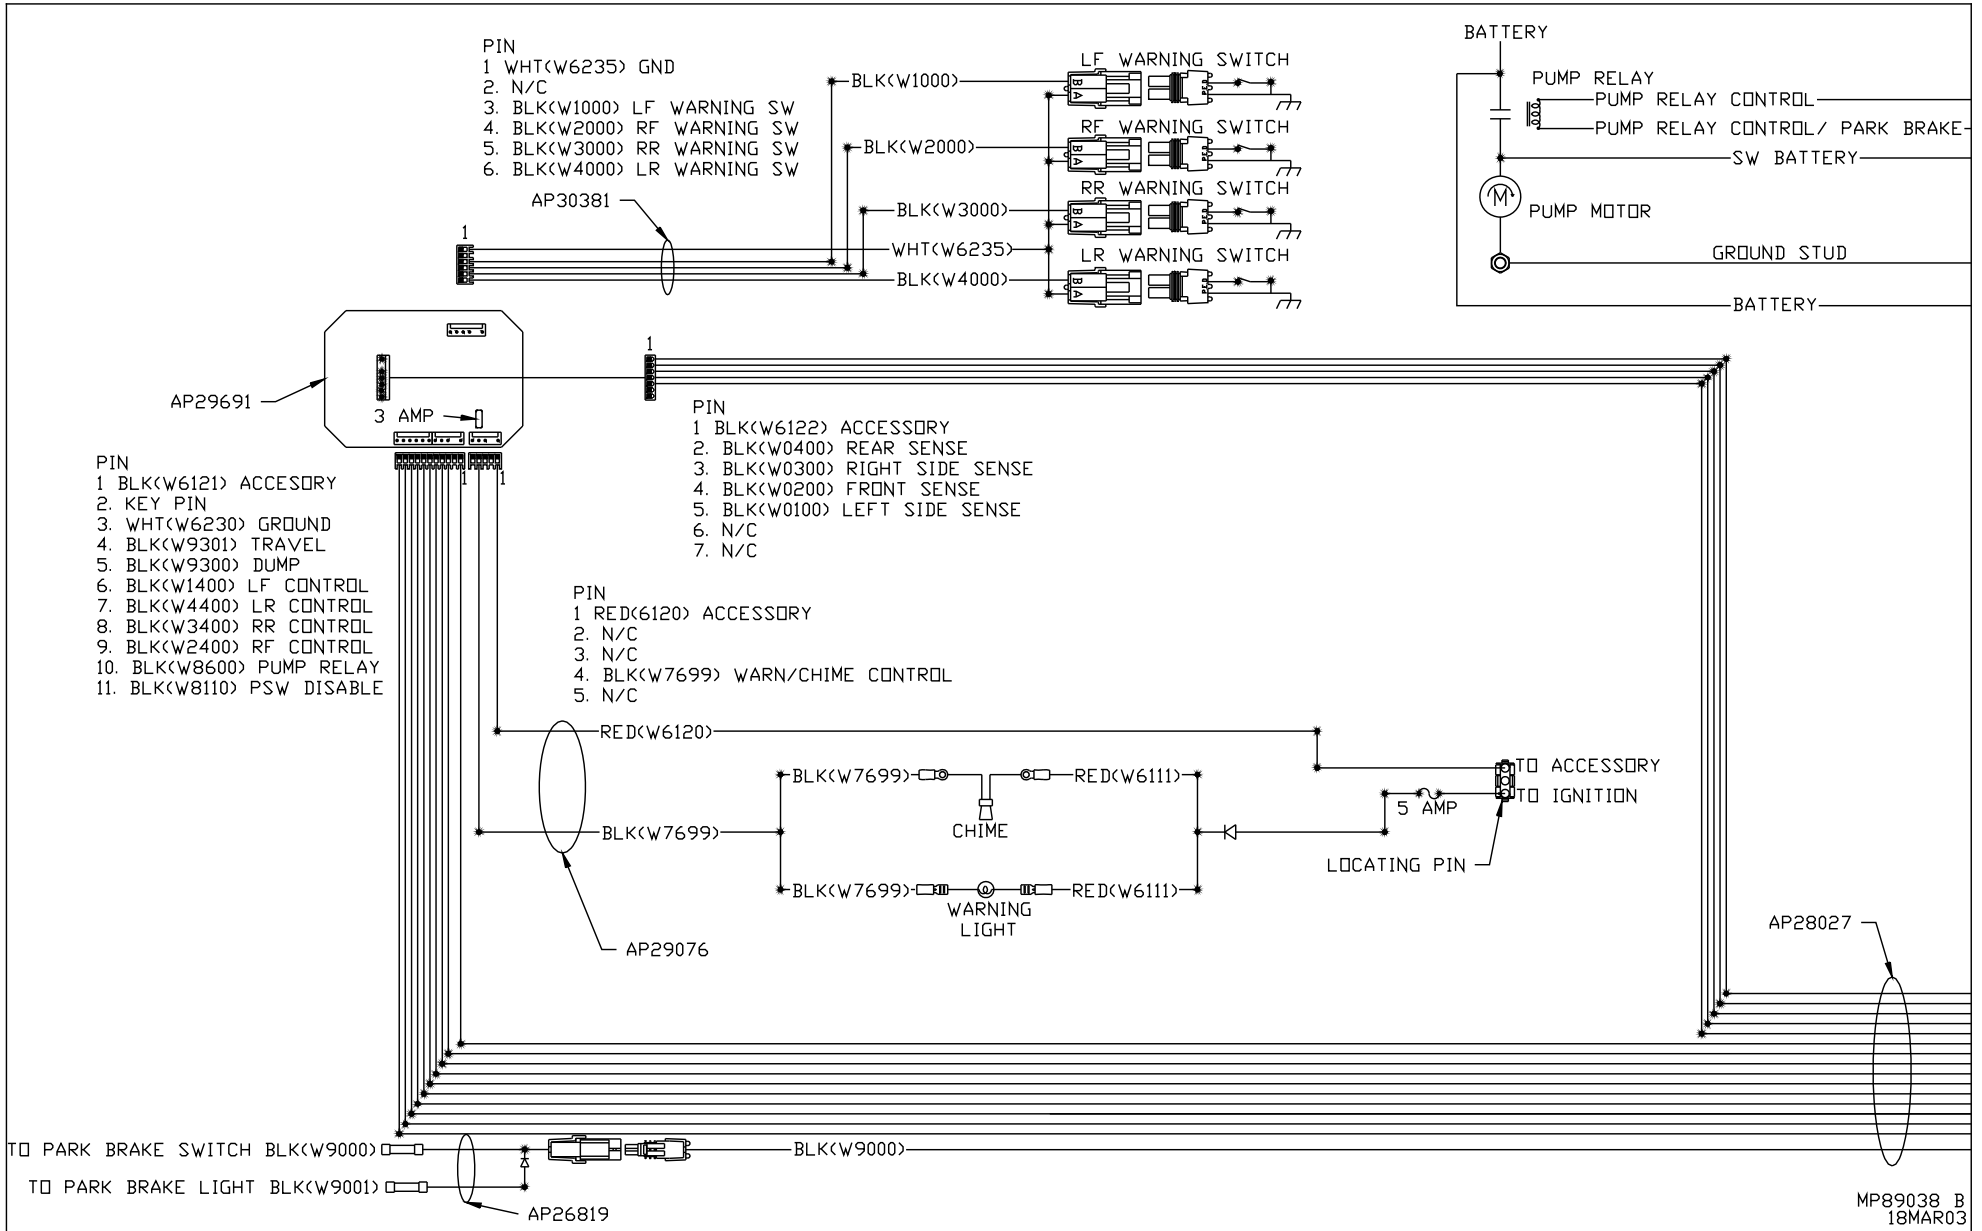 PIN
1 WHT(W6235) GND
2. N/C
3. BLK(W1000) LF WARNING SW
4. BLK(W2000) RF WARNING SW
5. BLK(W3000) RR WARNING SW
6. BLK(W4000) LR WARNING SW
AP30381
1
BLK(W1000)
BLK(W2000)
BLK(W3000)
WHT(W6235)
BLK(W4000)
LF WARNING SWITCH
B
A
RF WARNING SWITCH
B
A
RR WARNING SWITCH
B
A
LR WARNING SWITCH
B
A
BATTERY
PUMP RELAY
PUMP RELAY CONTROL
PUMP RELAY CONTROL/ PARK BRAKE
SW BATTERY
M
PUMP MOTOR
GROUND STUD
BATTERY
AP29691
3 AMP
1
1
1
PIN
1 BLK(W6122) ACCESSORY
2. BLK(W0400) REAR SENSE
3. BLK(W0300) RIGHT SIDE SENSE
4. BLK(W0200) FRONT SENSE
5. BLK(W0100) LEFT SIDE SENSE
6. N/C
7. N/C
PIN
1 BLK(W6121) ACCESORY
2. KEY PIN
3. WHT(W6230) GROUND
4. BLK(W9301) TRAVEL
5. BLK(W9300) DUMP
6. BLK(W1400) LF CONTROL
7. BLK(W4400) LR CONTROL
8. BLK(W3400) RR CONTROL
9. BLK(W2400) RF CONTROL
10. BLK(W8600) PUMP RELAY
11. BLK(W8110) PSW DISABLE
PIN
1 RED(6120) ACCESSORY
2. N/C
3. N/C
4. BLK(W7699) WARN/CHIME CONTROL
5. N/C
RED(W6120)
BLK(W7699)
BLK(W7699)
CHIME
RED(W6111)
BLK(W7699)
WARNING
LIGHT
RED(W6111)
TO ACCESSORY
TO IGNITION
5 AMP
LOCATING PIN
AP29076
AP28027
TO PARK BRAKE SWITCH BLK(W9000)
BLK(W9000)
TO PARK BRAKE LIGHT BLK(W9001)
AP26819
MP89038 B
18MAR03